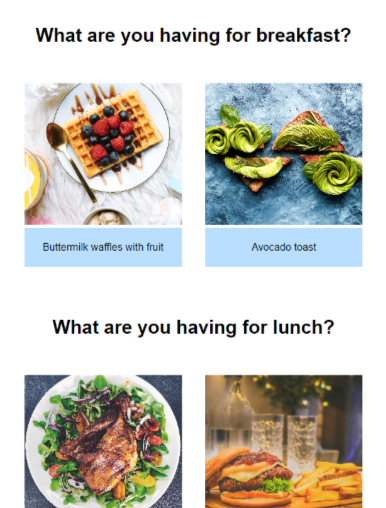 What are you having for breakfast?
Buttermilk waffles with fruit
Avocado toast
What are you having for lunch?